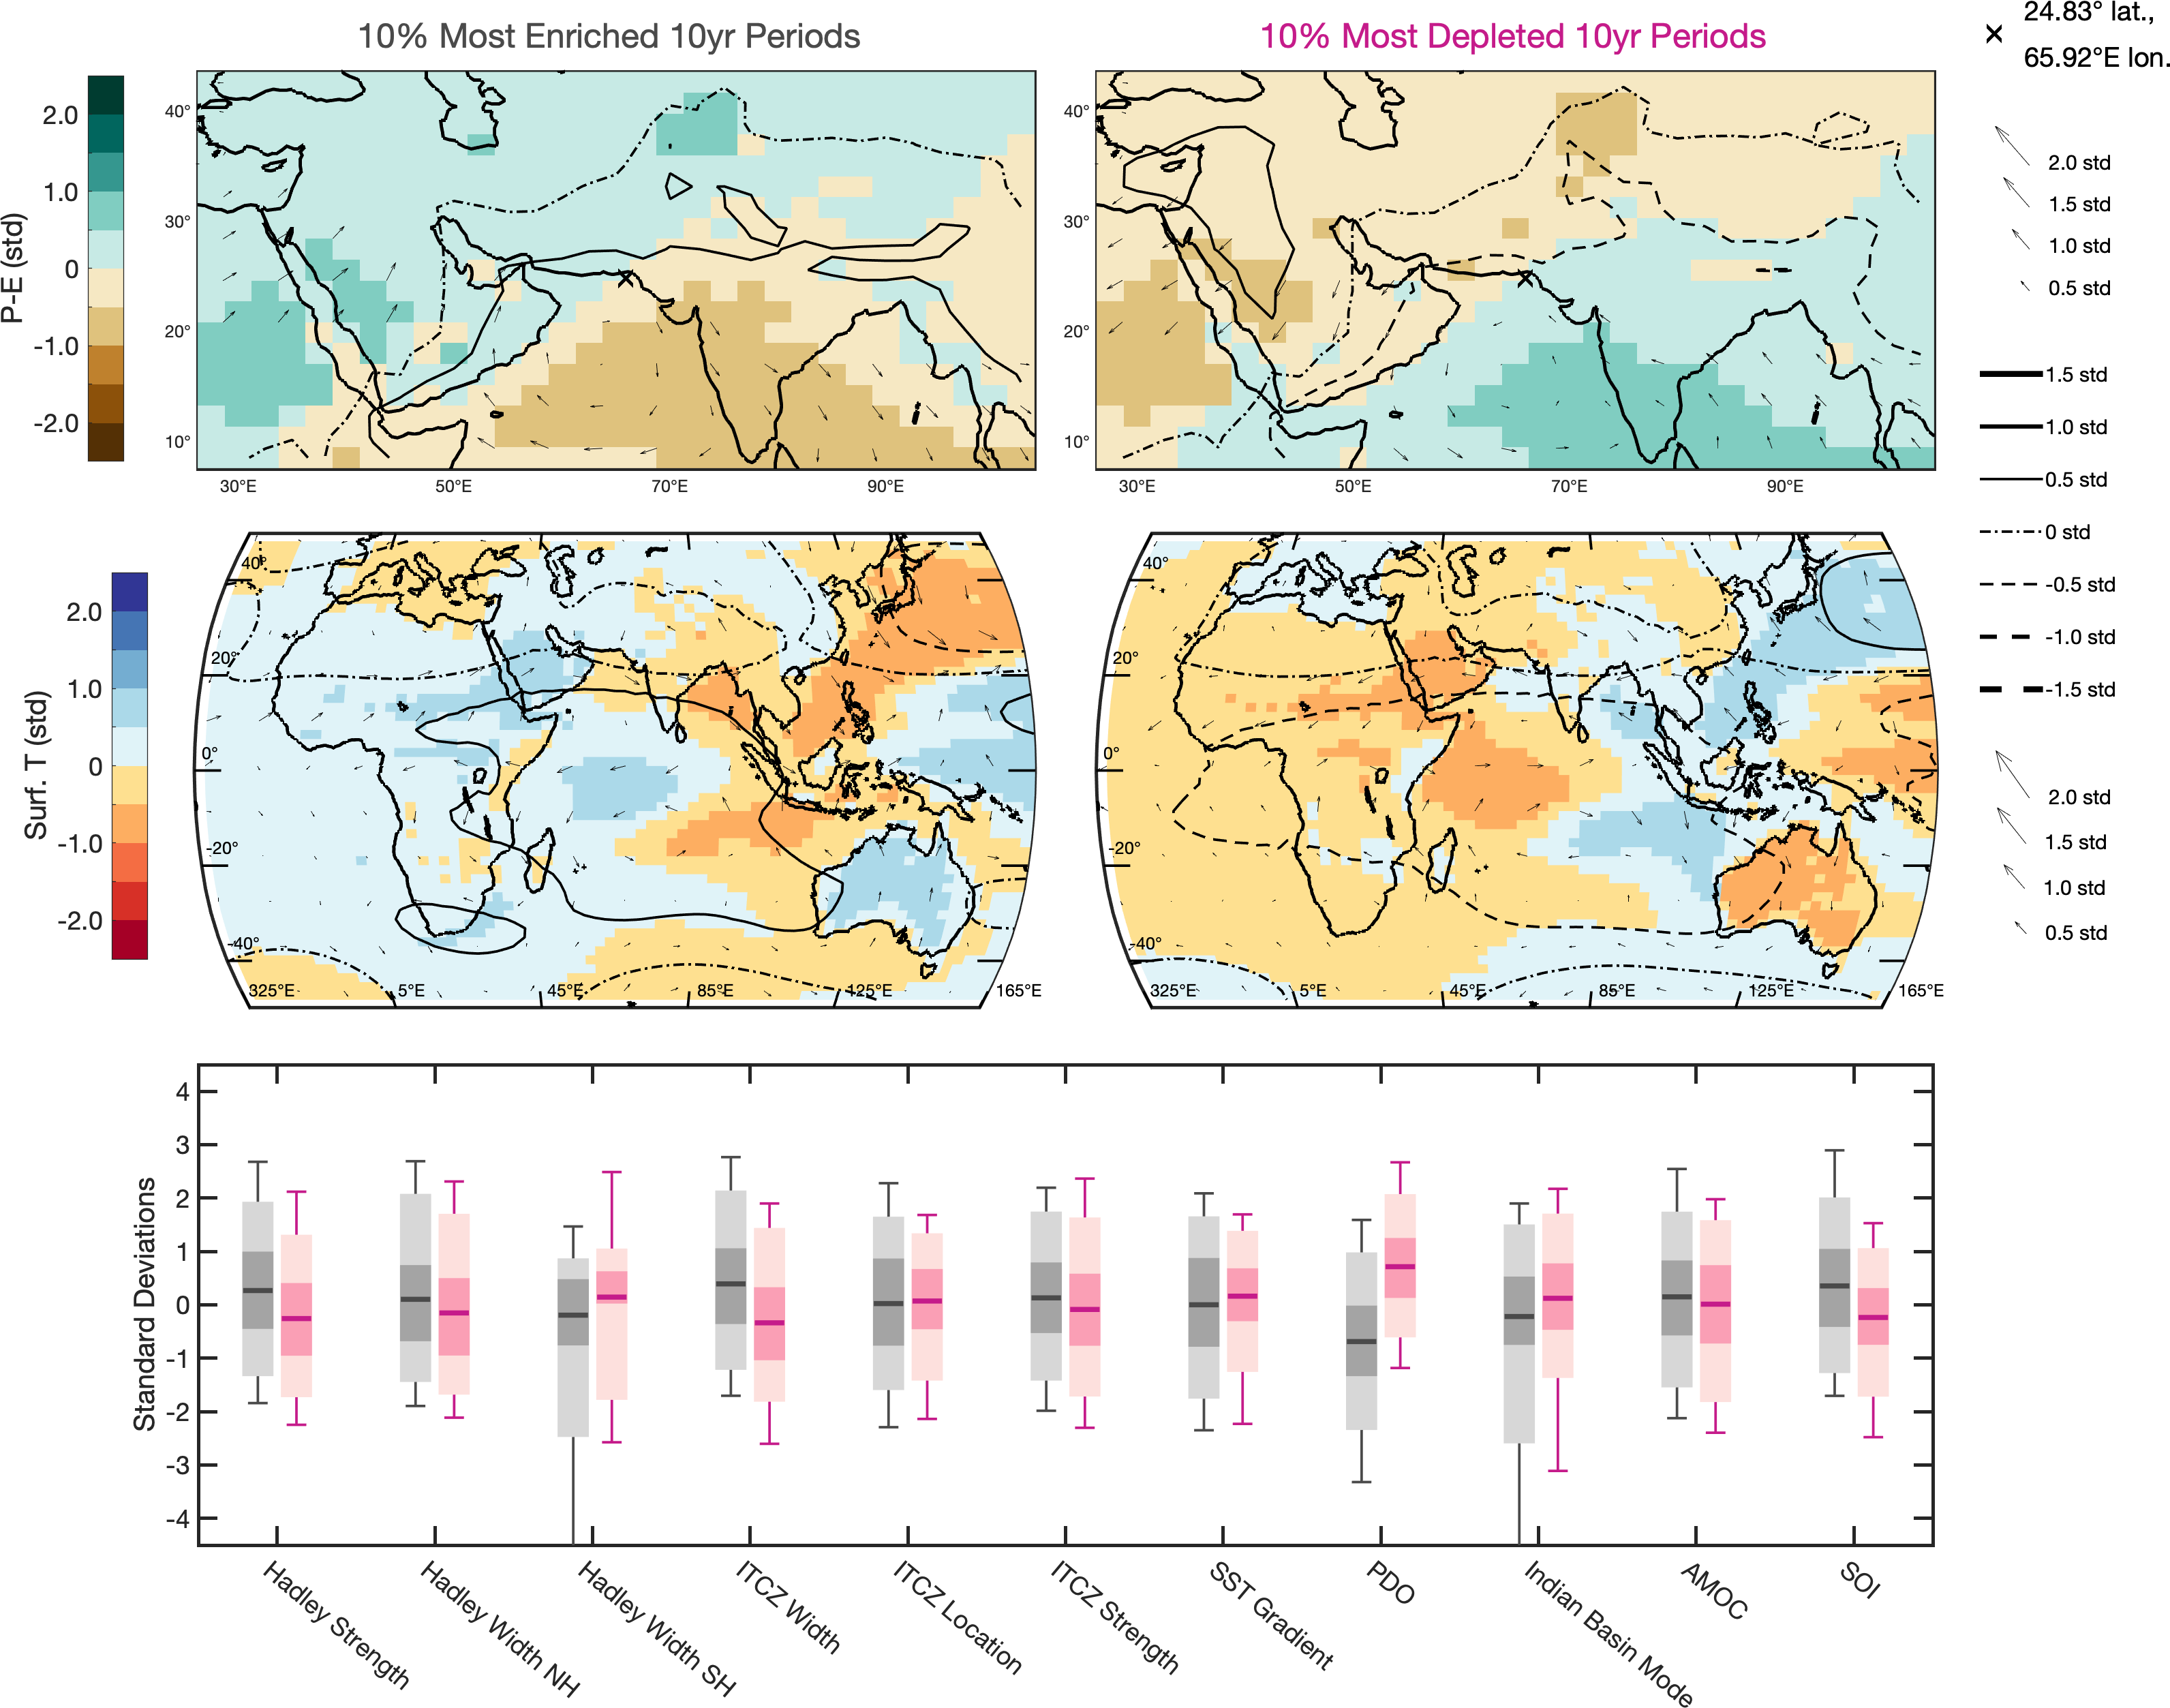 10% Most Enriched 10yr Periods
10% Most Depleted 10yr Periods
24.83° lat.,
65.92°E lon.
P-E (std)
2.0
1.0
0
-1.0
-2.0
40°
30°
20°
10°
30°E
50°E
70°E
90°E
40°
30°
20°
10°
30°E
50°E
70°E
90°E
2.0 std
1.5 std
1.0 std
0.5 std
1.5 std
1.0 std
0.5 std
0 std
-0.5 std
-1.0 std
-1.5 std
Surf. T (std)
2.0
1.0
0
-1.0
-2.0
40°
20°
0°
-20°
-40°
325°E
5°E
45°E
85°E
125°E
165°E
40°
20°
0°
-20°
-40°
325°E
5°E
45°E
85°E
125°E
165°E
2.0 std
1.5 std
1.0 std
0.5 std
Standard Deviations
4
3
2
1
0
-1
-2
-3
-4
Hadley Strength
Hadley Width NH
Hadley Width SH
ITCZ Width
ITCZ Location
ITCZ Strength
SST Gradient
PDO
Indian Basin Mode
AMOC
SOI